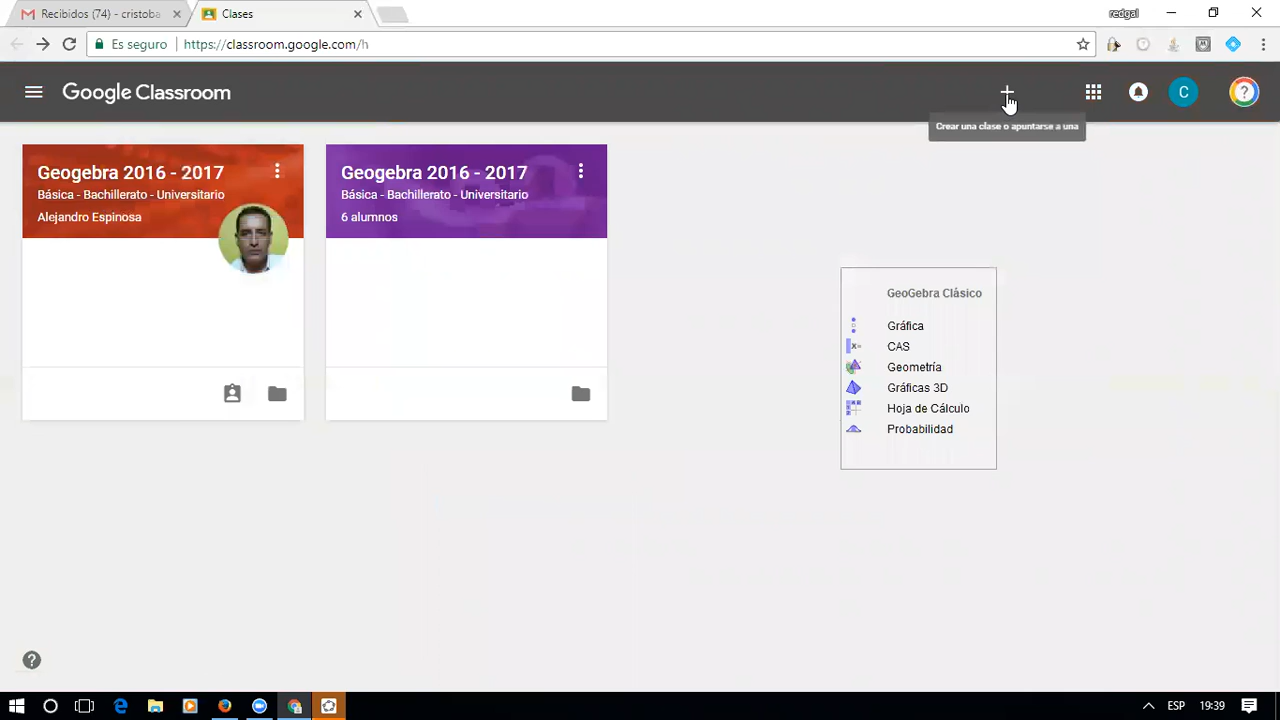 Recibidos (74) - cristoba
Clases
redgal
Es seguro
https://classroom.google.com/h
Google Classroom
C
?
Crear una clase o apuntarse a una
Geogebra 2016 - 2017
Básica - Bachillerato - Universitario
Alejandro Espinosa
Geogebra 2016 - 2017
Básica - Bachillerato - Universitario
6 alumnos
GeoGebra Clásico
Gráfica
CAS
Geometría
Gráficas 3D
Hoja de Cálculo
Probabilidad
?
ESP
19:39